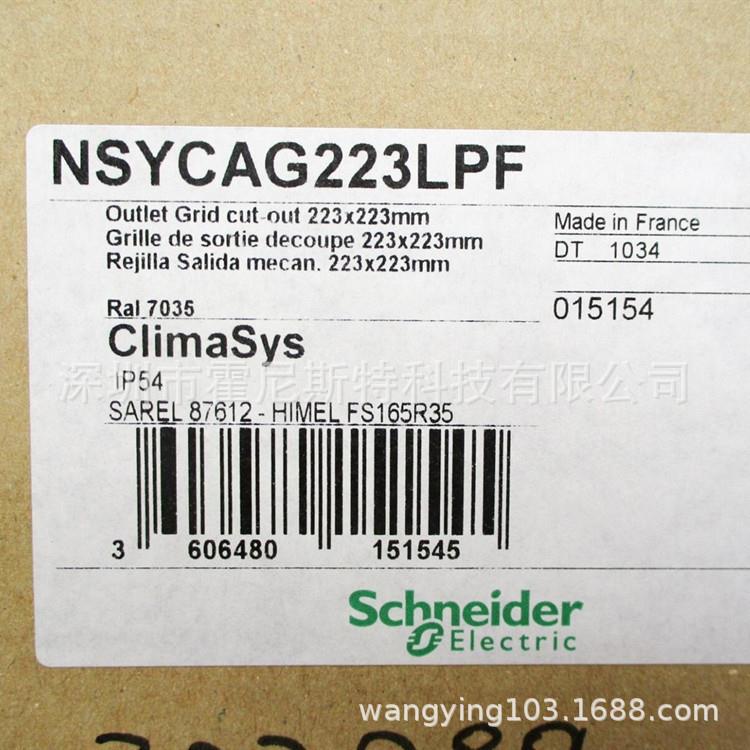 NSYCAG223LPF
Outlet Grid cut-out 223x223mm
Grille de sortie decoupe 223x223mm
Rejilla Salida mecan. 223x223mm
Made in France
DT 1034
Ral 7035
015154
ClimaSys
深圳市霍尼斯特科技有限公司
IP54
SAREL 87612 - HIMEL FS165R35
3 606480 151545
Schneider
Electric
wangying103.1688.com